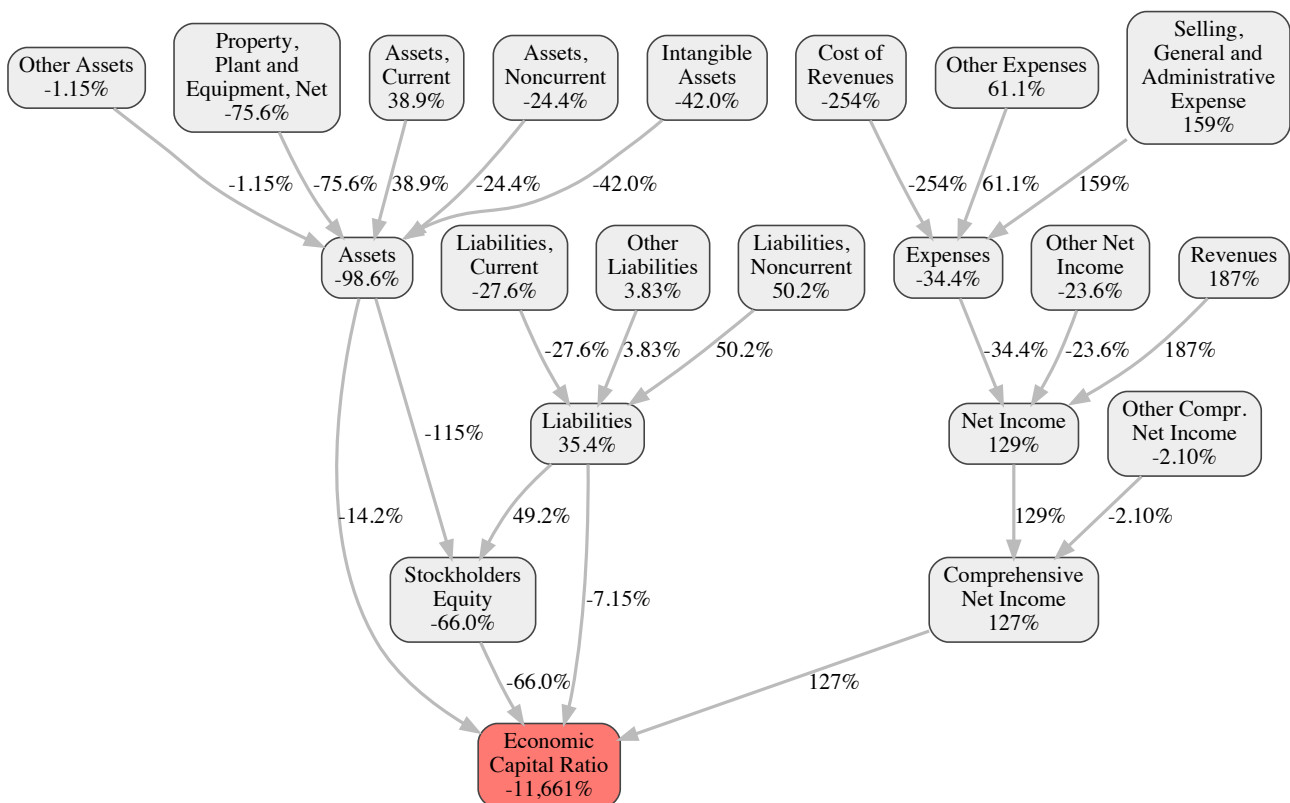 Other Assets
-1.15%
Property,
Plant and
Equipment, Net
-75.6%
Assets,
Current
38.9%
Assets,
Noncurrent
-24.4%
Intangible
Assets
-42.0%
Cost of
Revenues
-254%
Other Expenses
61.1%
Selling,
General and
Administrative
Expense
159%
-1.15%
-75.6%
38.9%
-24.4%
-42.0%
-254%
61.1%
159%
Assets
-98.6%
Liabilities,
Current
-27.6%
Other
Liabilities
3.83%
Liabilities,
Noncurrent
50.2%
Expenses
-34.4%
Other Net
Income
-23.6%
Revenues
187%
-27.6%
3.83%
50.2%
-34.4%
-23.6%
187%
Liabilities
35.4%
Net Income
129%
Other Compr.
Net Income
-2.10%
-115%
-14.2%
49.2%
129%
-2.10%
Stockholders
Equity
-66.0%
-7.15%
Comprehensive
Net Income
127%
-66.0%
127%
Economic
Capital Ratio
-11,661%